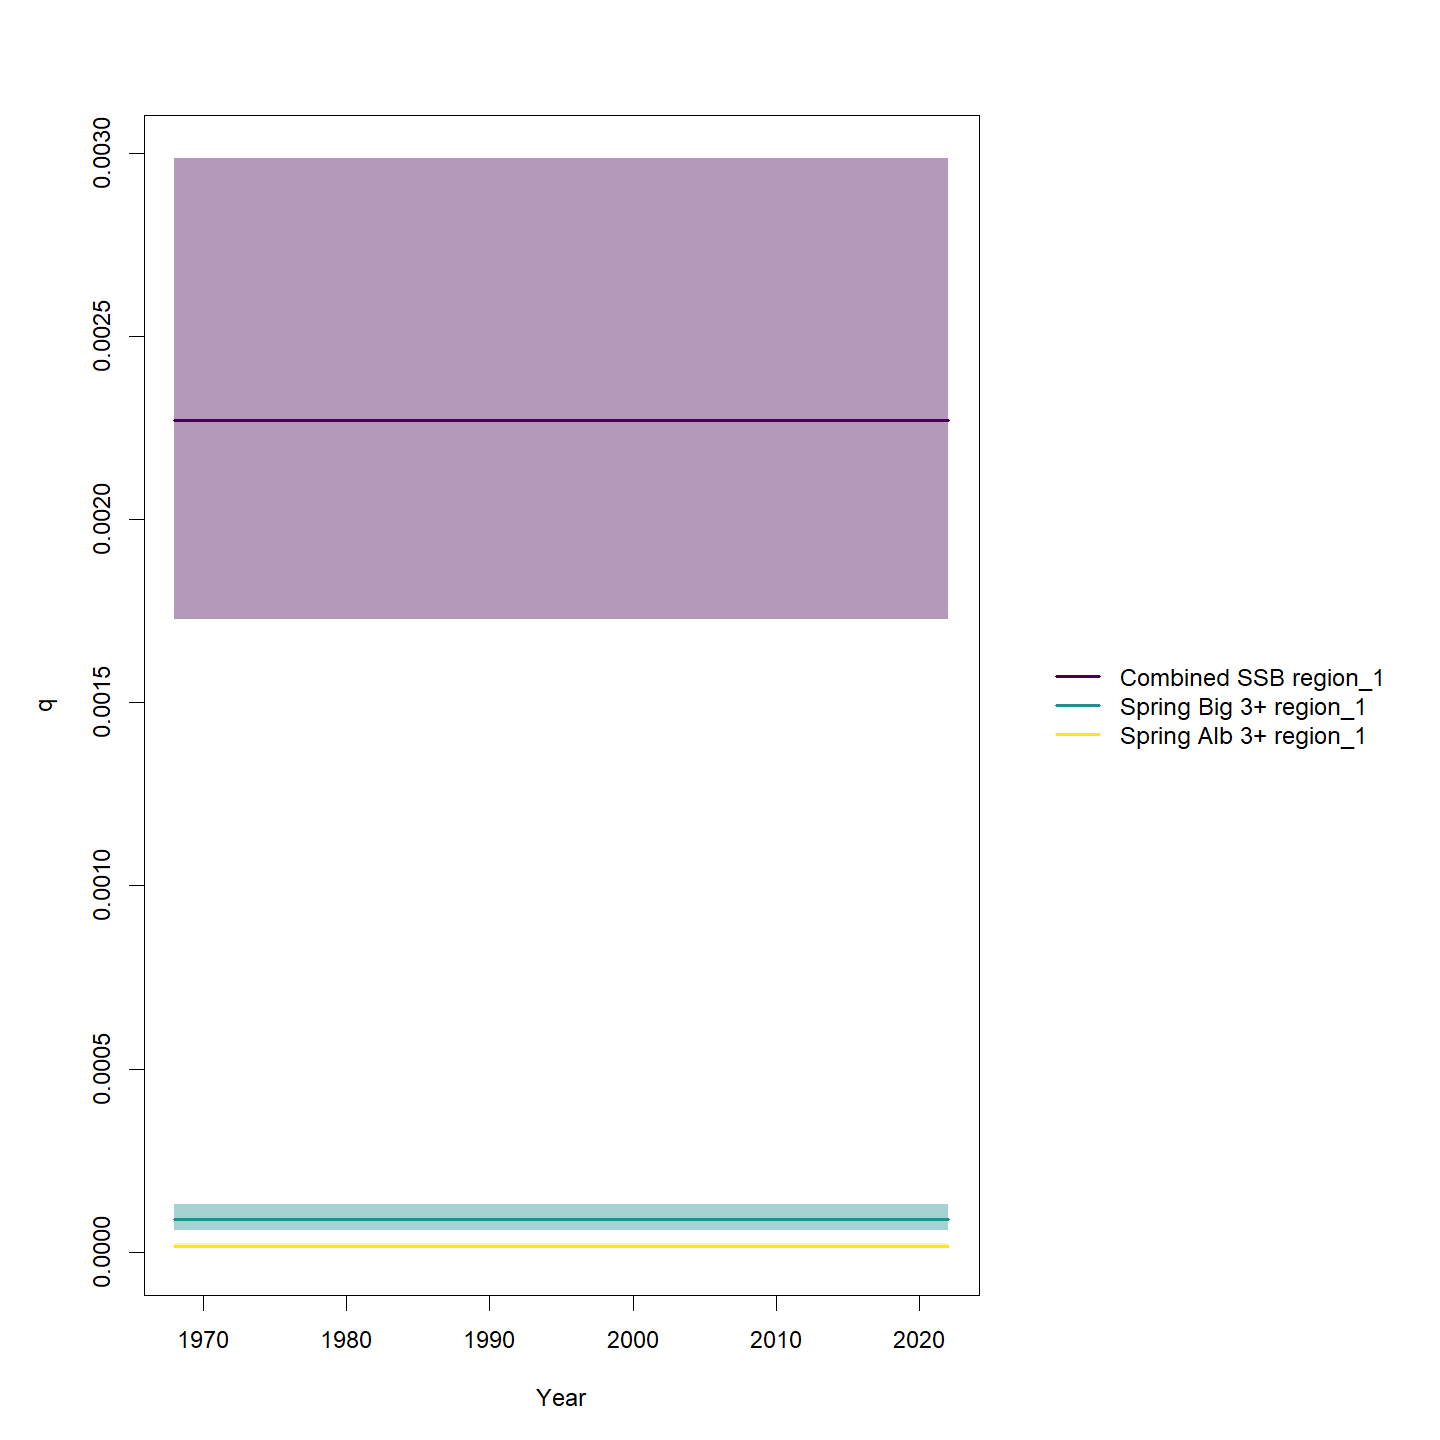 0.0030
0.0025
0.0020
0.0015
0.0010
0.0005
0.0000
q
1970 1980 1990 2000 2010 2020
Year
Combined SSB region_1
Spring Big 3+ region_1
Spring Alb 3+ region_1